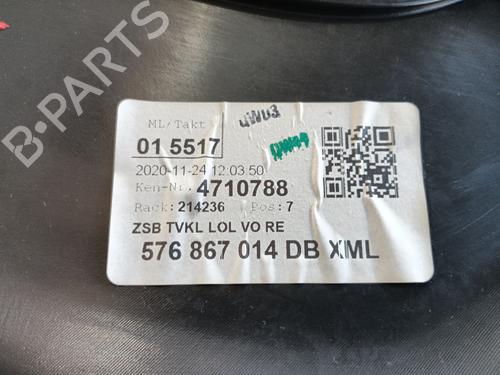 ML/Takt
01 5517
2020-11-24 12:03:50
Ken-Nr. 4710788
Rack: 214236 Pos: 7
ZSB TVKL LOL VO RE
576 867 014 DB XML
B-PARTS